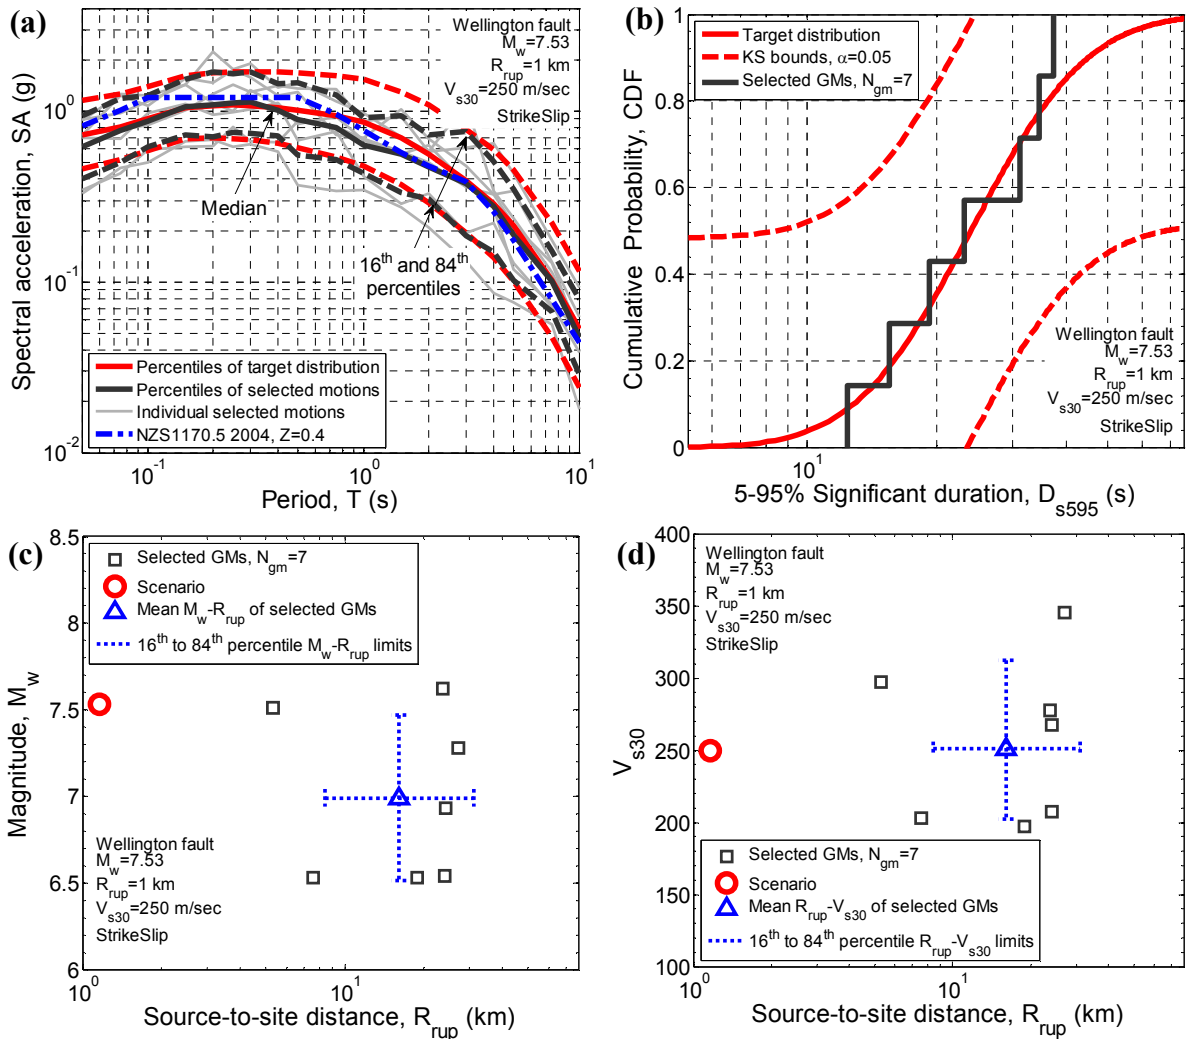 (a)
Wellington fault
Mw=7.53
Rrup=1 km
Vs30=250 m/sec
StrikeSlip
Median
16th and 84th
percentiles
Percentiles of target distribution
Percentiles of selected motions
Individual selected motions
NZS1170.5 2004, Z=0.4
Spectral acceleration, SA (g)
10^0
10^-1
10^-2
10^-1
10^0
10^1
Period, T (s)
(b)
Target distribution
KS bounds, α=0.05
Selected GMs, Ngm=7
Wellington fault
Mw=7.53
Rrup=1 km
Vs30=250 m/sec
StrikeSlip
Cumulative Probability, CDF
1
0.8
0.6
0.4
0.2
0
10^1
5-95% Significant duration, Ds595 (s)
(c)
Selected GMs, Ngm=7
Scenario
Mean Mw-Rrup of selected GMs
16th to 84th percentile Mw-Rrup limits
Wellington fault
Mw=7.53
Rrup=1 km
Vs30=250 m/sec
StrikeSlip
Magnitude, Mw
8.5
8
7.5
7
6.5
6
10^0
10^1
Source-to-site distance, Rrup (km)
(d)
Wellington fault
Mw=7.53
Rrup=1 km
Vs30=250 m/sec
StrikeSlip
Selected GMs, Ngm=7
Scenario
Mean Rrup-Vs30 of selected GMs
16th to 84th percentile Rrup-Vs30 limits
Vs30
400
350
300
250
200
150
100
10^0
10^1
Source-to-site distance, Rrup (km)